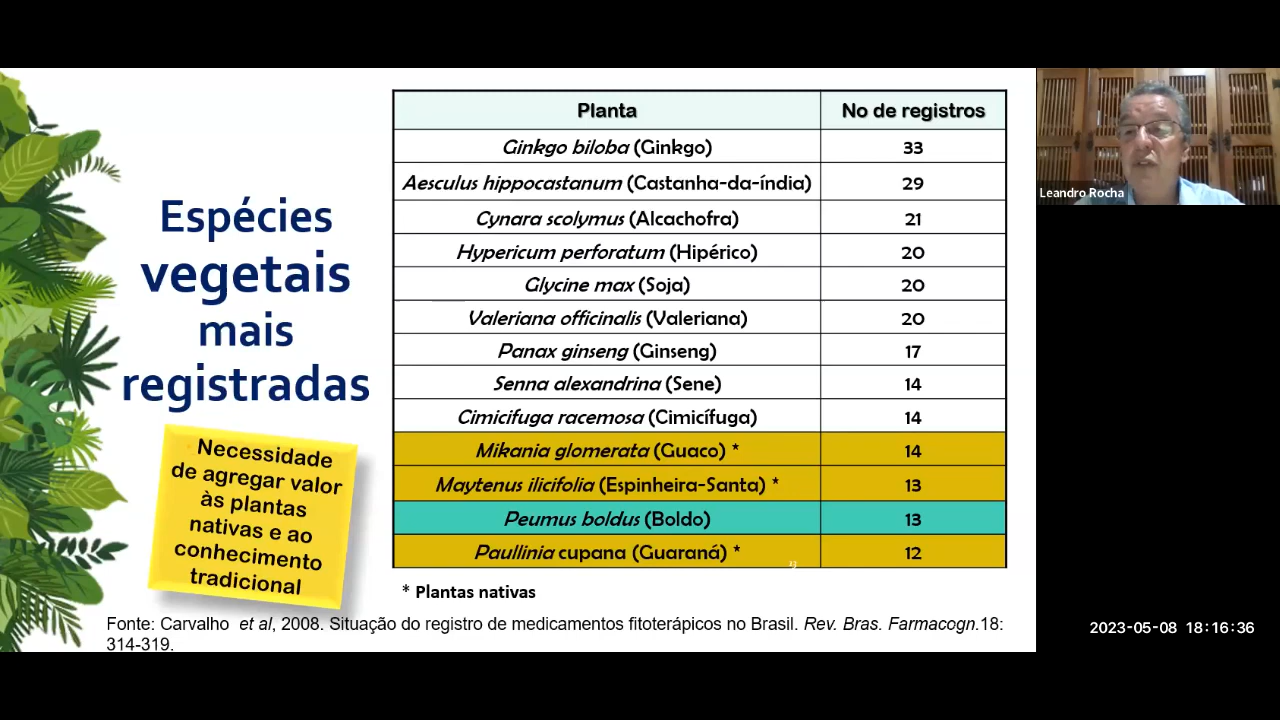 Espécies
vegetais
mais
registradas
Necessidade
de agregar valor
às plantas
nativas e ao
conhecimento
tradicional
Planta No de registros
Ginkgo biloba (Ginkgo) 33
Aesculus hippocastanum (Castanha-da-índia) 29
Cynara scolymus (Alcachofra) 21
Hypericum perforatum (Hipérico) 20
Glycine max (Soja) 20
Valeriana officinalis (Valeriana) 20
Panax ginseng (Ginseng) 17
Senna alexandrina (Sene) 14
Cimicifuga racemosa (Cimicífuga) 14
Mikania glomerata (Guaco) * 14
Maytenus ilicifolia (Espinheira-Santa) * 13
Peumus boldus (Boldo) 13
Paullinia cupana (Guaraná) * 12
23
* Plantas nativas
Fonte: Carvalho et al, 2008. Situação do registro de medicamentos fitoterápicos no Brasil. Rev. Bras. Farmacogn.18:
314-319.
Leandro Rocha
2023-05-08 18:16:36